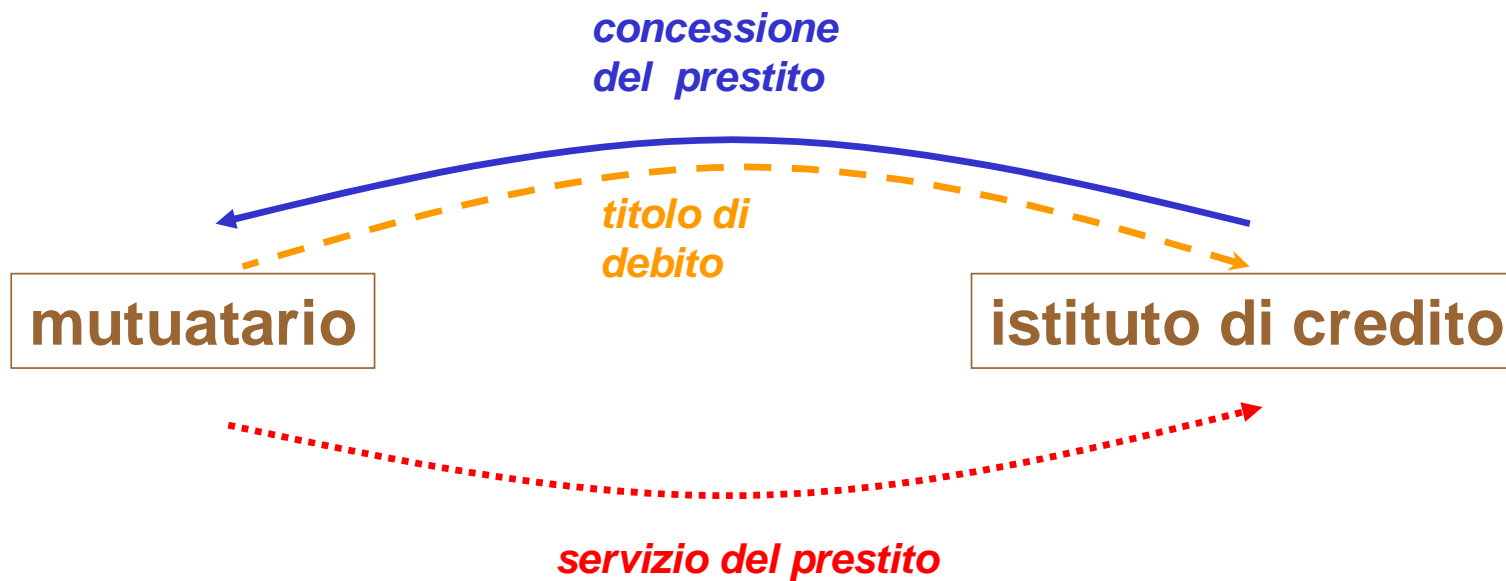 concessione
del prestito
titolo di
debito
mutuatario
istituto di credito
servizio del prestito